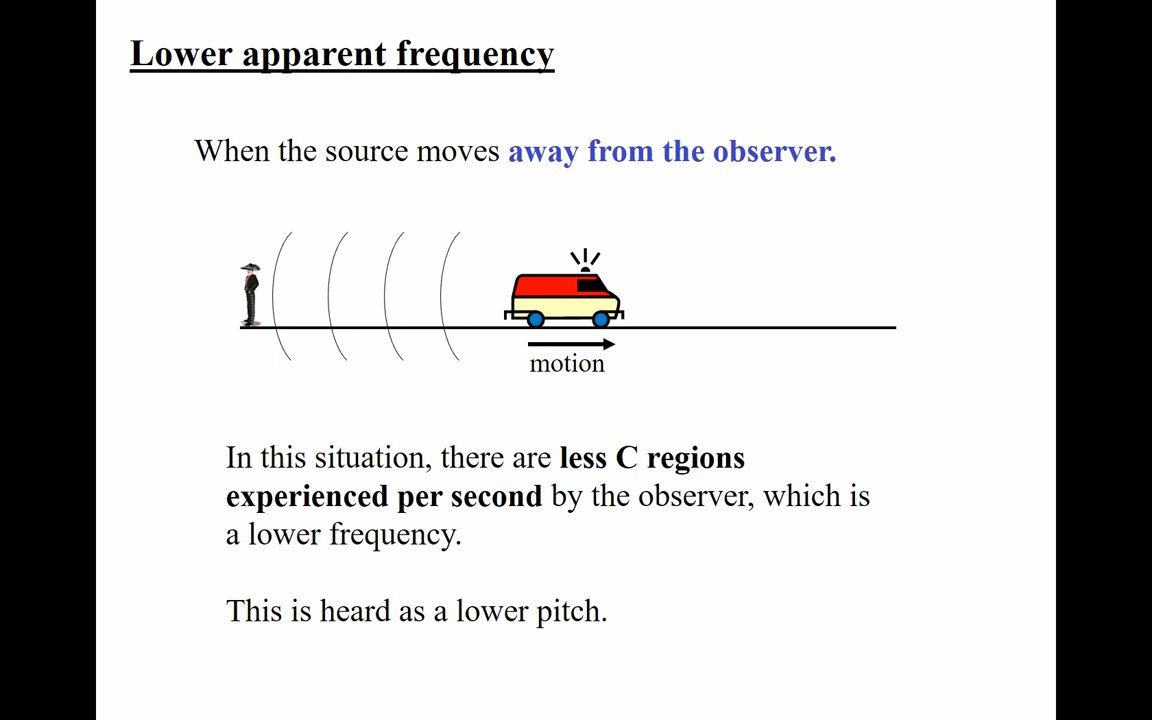 Lower apparent frequency
When the source moves away from the observer.
motion
In this situation, there are less C regions
experienced per second by the observer, which is
a lower frequency.
This is heard as a lower pitch.